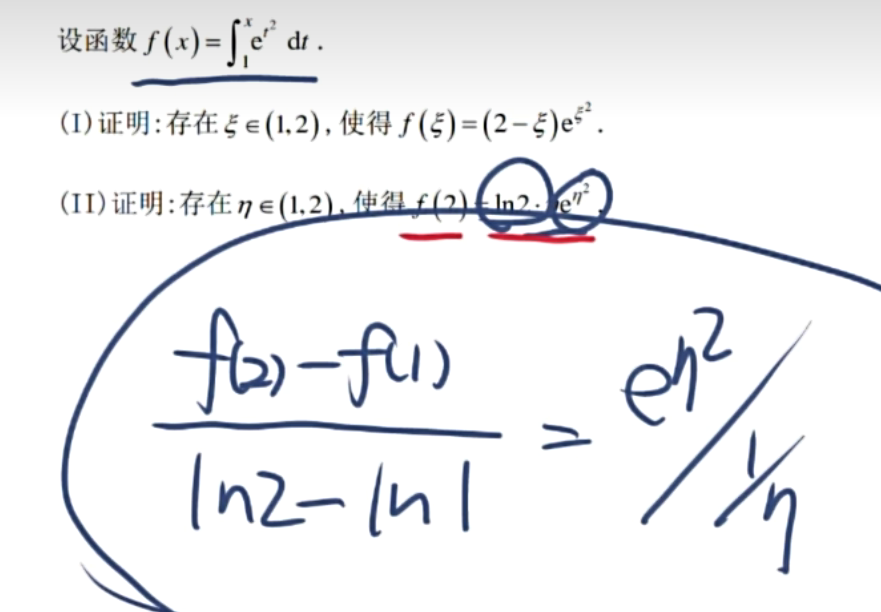 设函数 f(x)=∫₁ˣ e^{t²} dt .
(I)证明:存在 ξ∈(1,2), 使得 f(ξ)=(2−ξ)e^{ξ²} .
(II)证明:存在 η∈(1,2), 使得 f(2)=ln2· e^{η²} .
f(2)−f(1) / ln2−ln1 = e^{η²} / 1/η